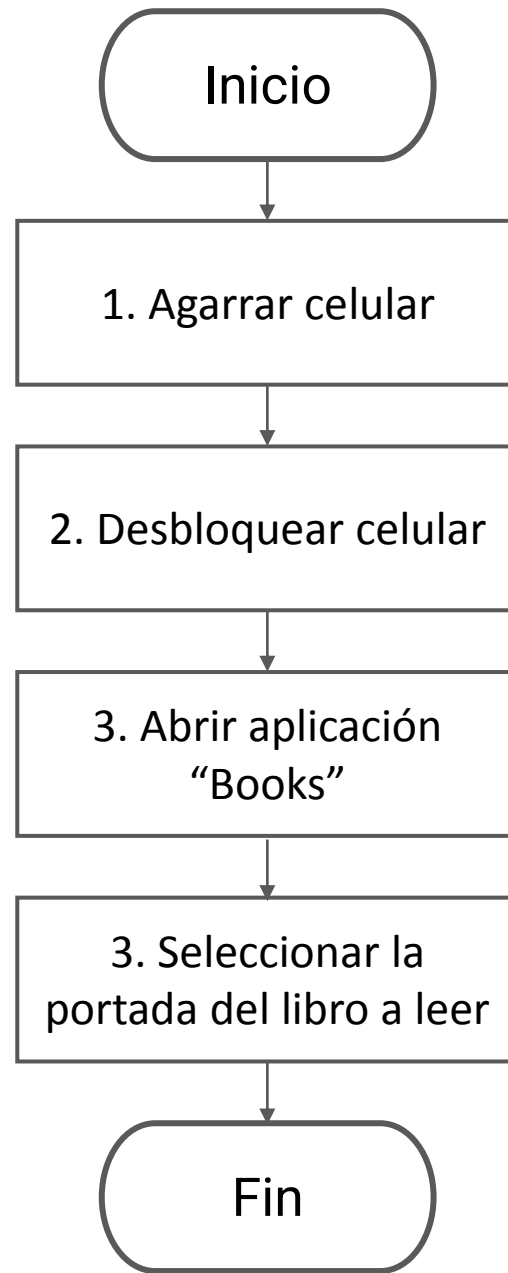 Inicio
1. Agarrar celular
2. Desbloquear celular
3. Abrir aplicación
“Books”
3. Seleccionar la
portada del libro a leer
Fin